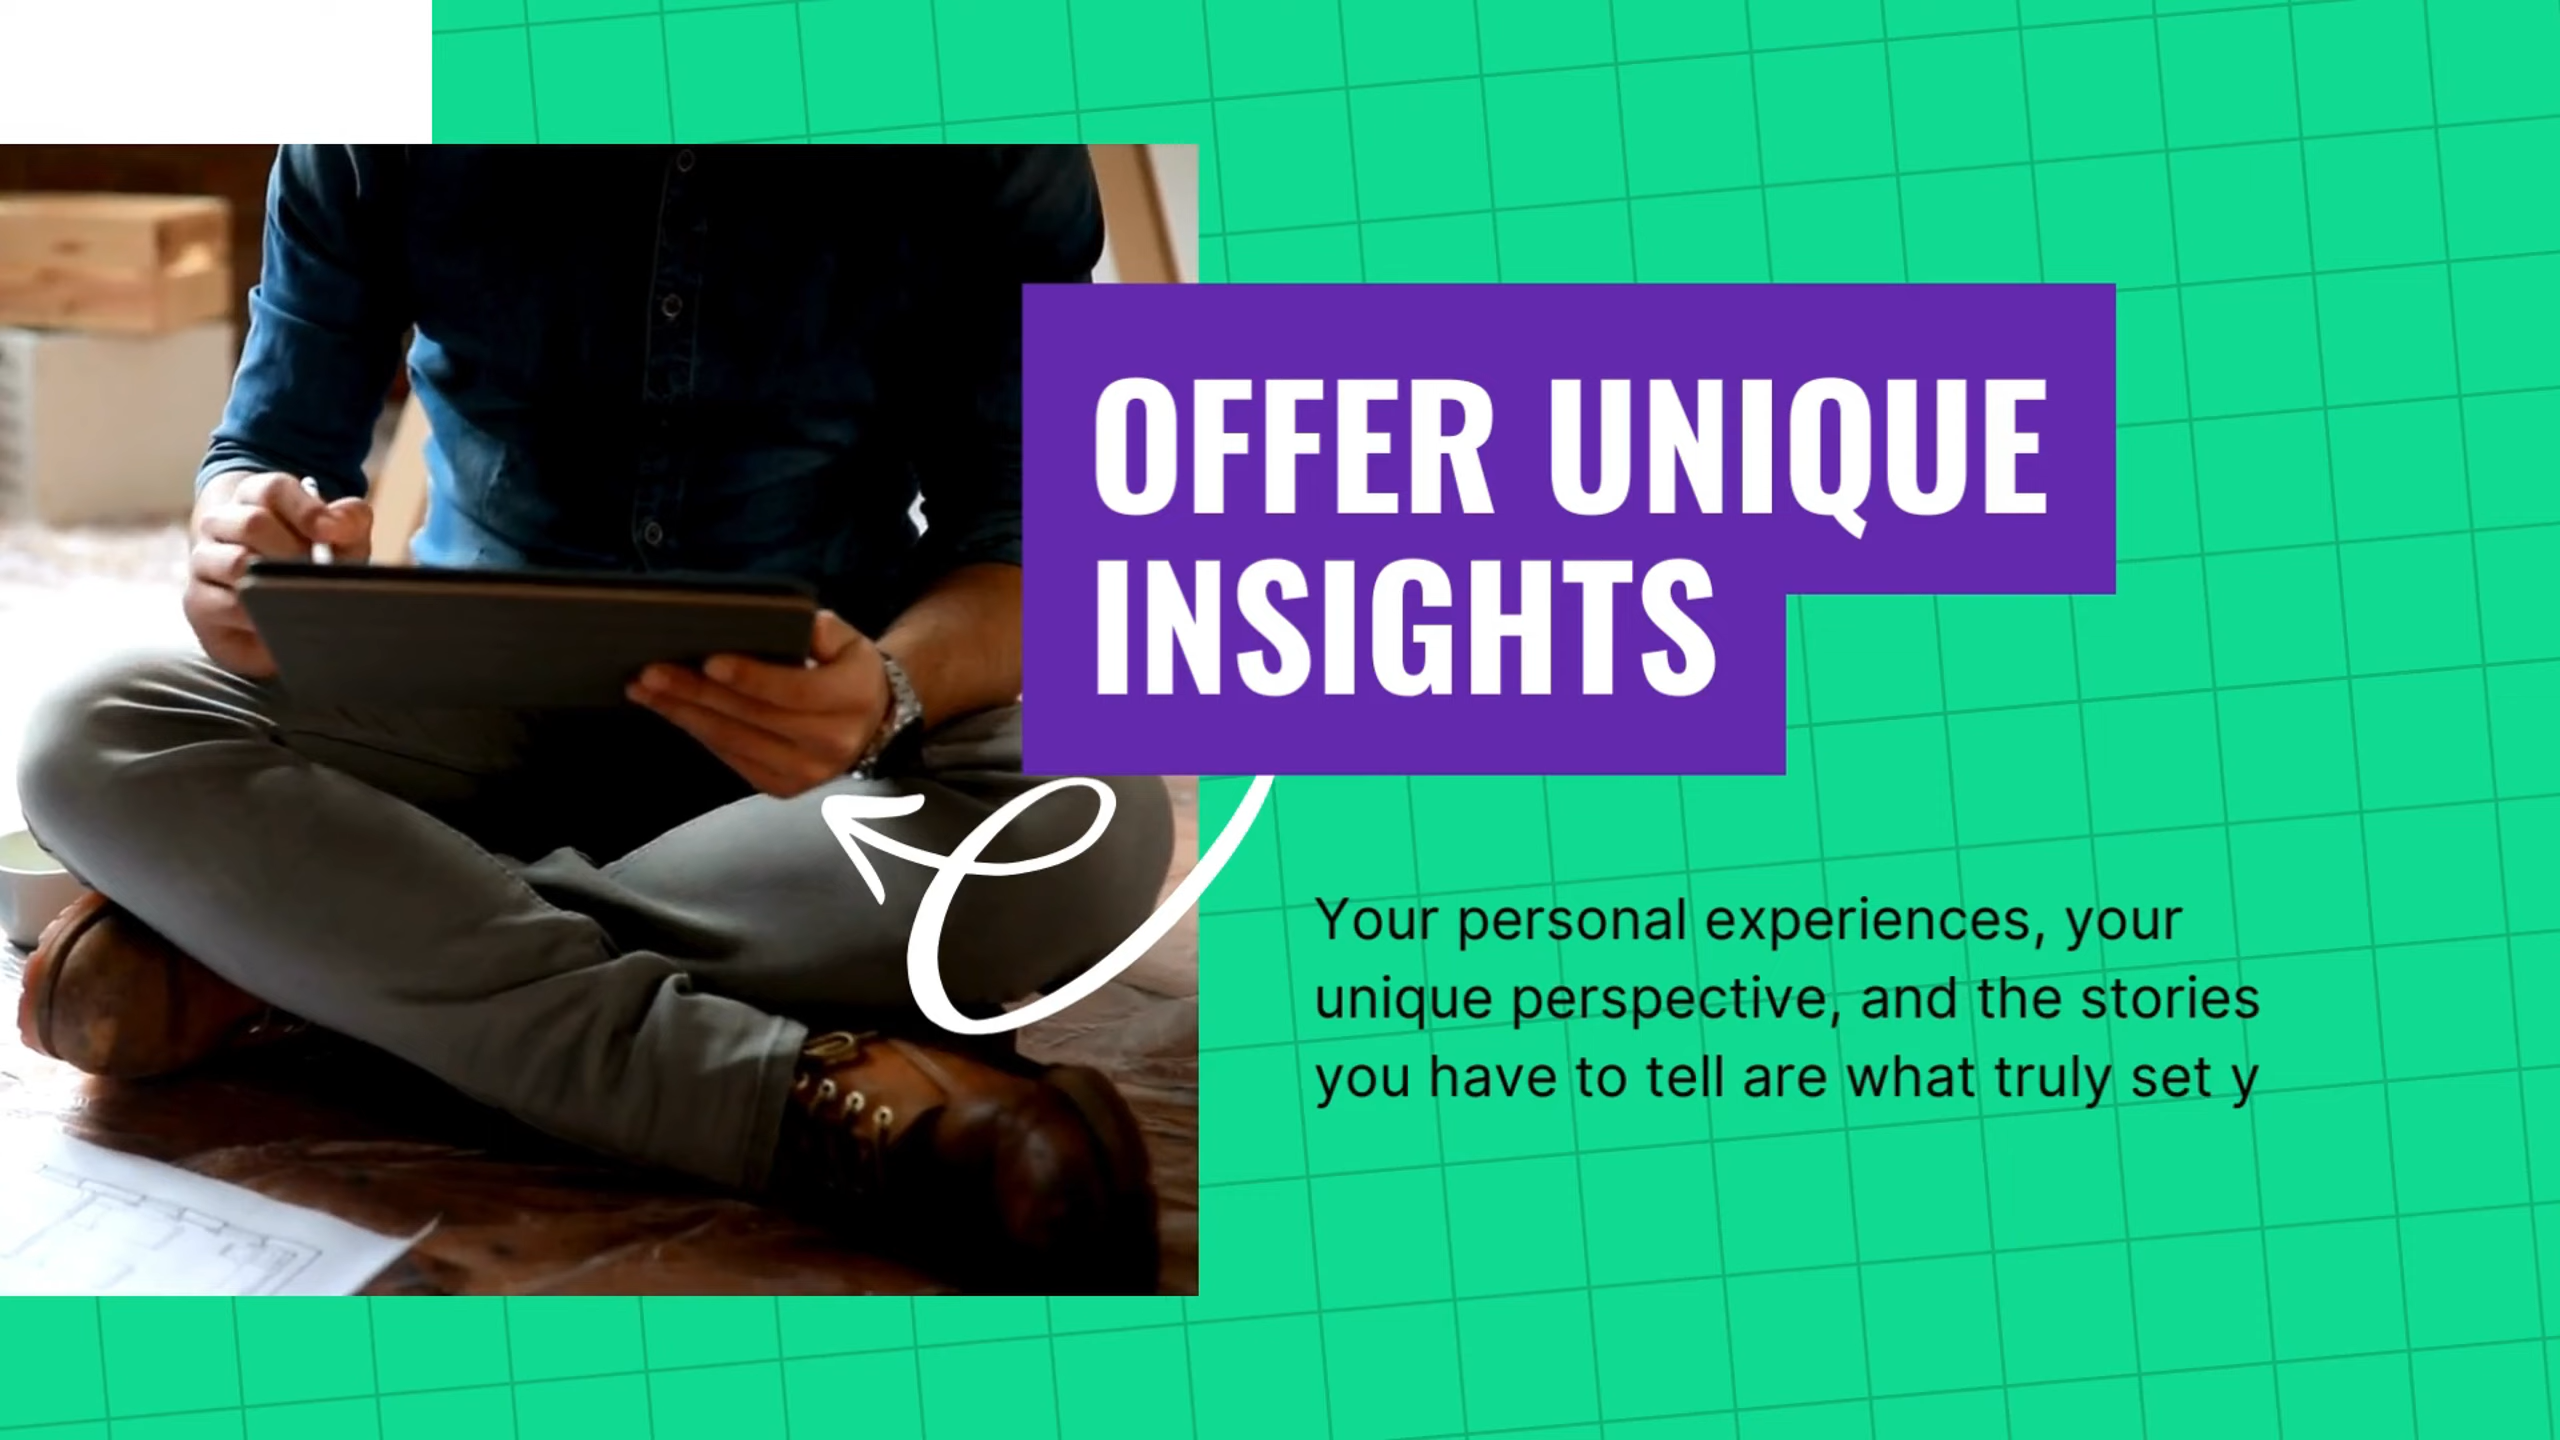 OFFER UNIQUE
INSIGHTS
Your personal experiences, your
unique perspective, and the stories
you have to tell are what truly set y